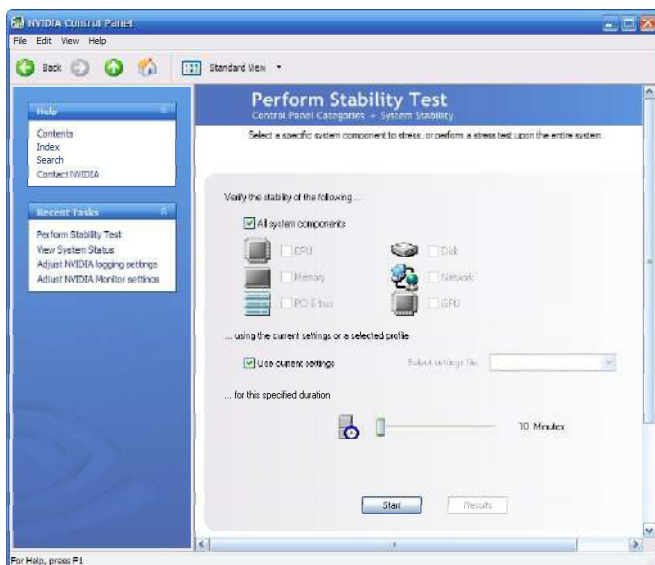 NVIDIA Control Panel
File Edit View Help
Back Standard View
Help
Contents
Index
Search
Contact NVIDIA
Recent Tasks
Perform Stability Test
View System Status
Adjust NVIDIA logging settings
Adjust NVIDIA Monitor settings
Perform Stability Test
Control Panel Categories » System Stability
Select a specific system component to stress, or perform a stress test upon the entire system.
Verify the stability of the following ...
All system components
CPU Disk
Memory Network
PCI-E bus GPU
... using the current settings or a selected profile
Use current settings Select settings file:
... for this specified duration
10 Minutes
Start Results
For Help, press F1